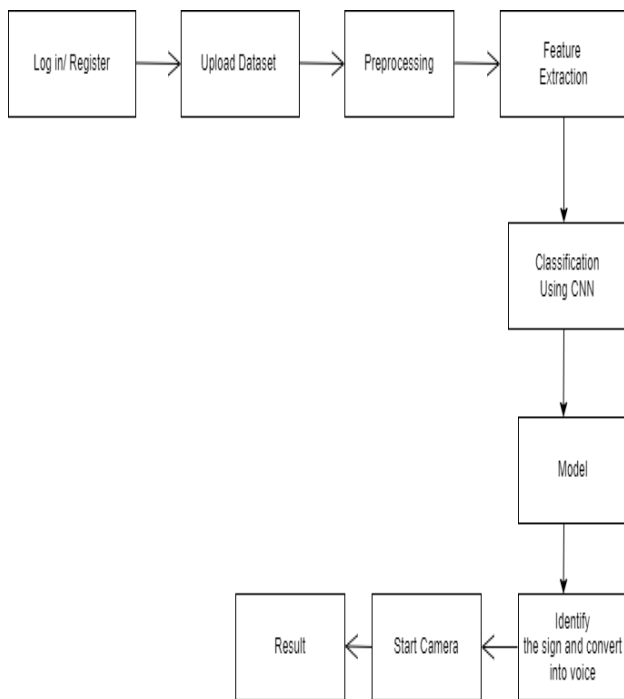 Log in/ Register
Upload Dataset
Preprocessing
Feature
Extraction
Classification
Using CNN
Model
Identify
the sign and convert
into voice
Start Camera
Result